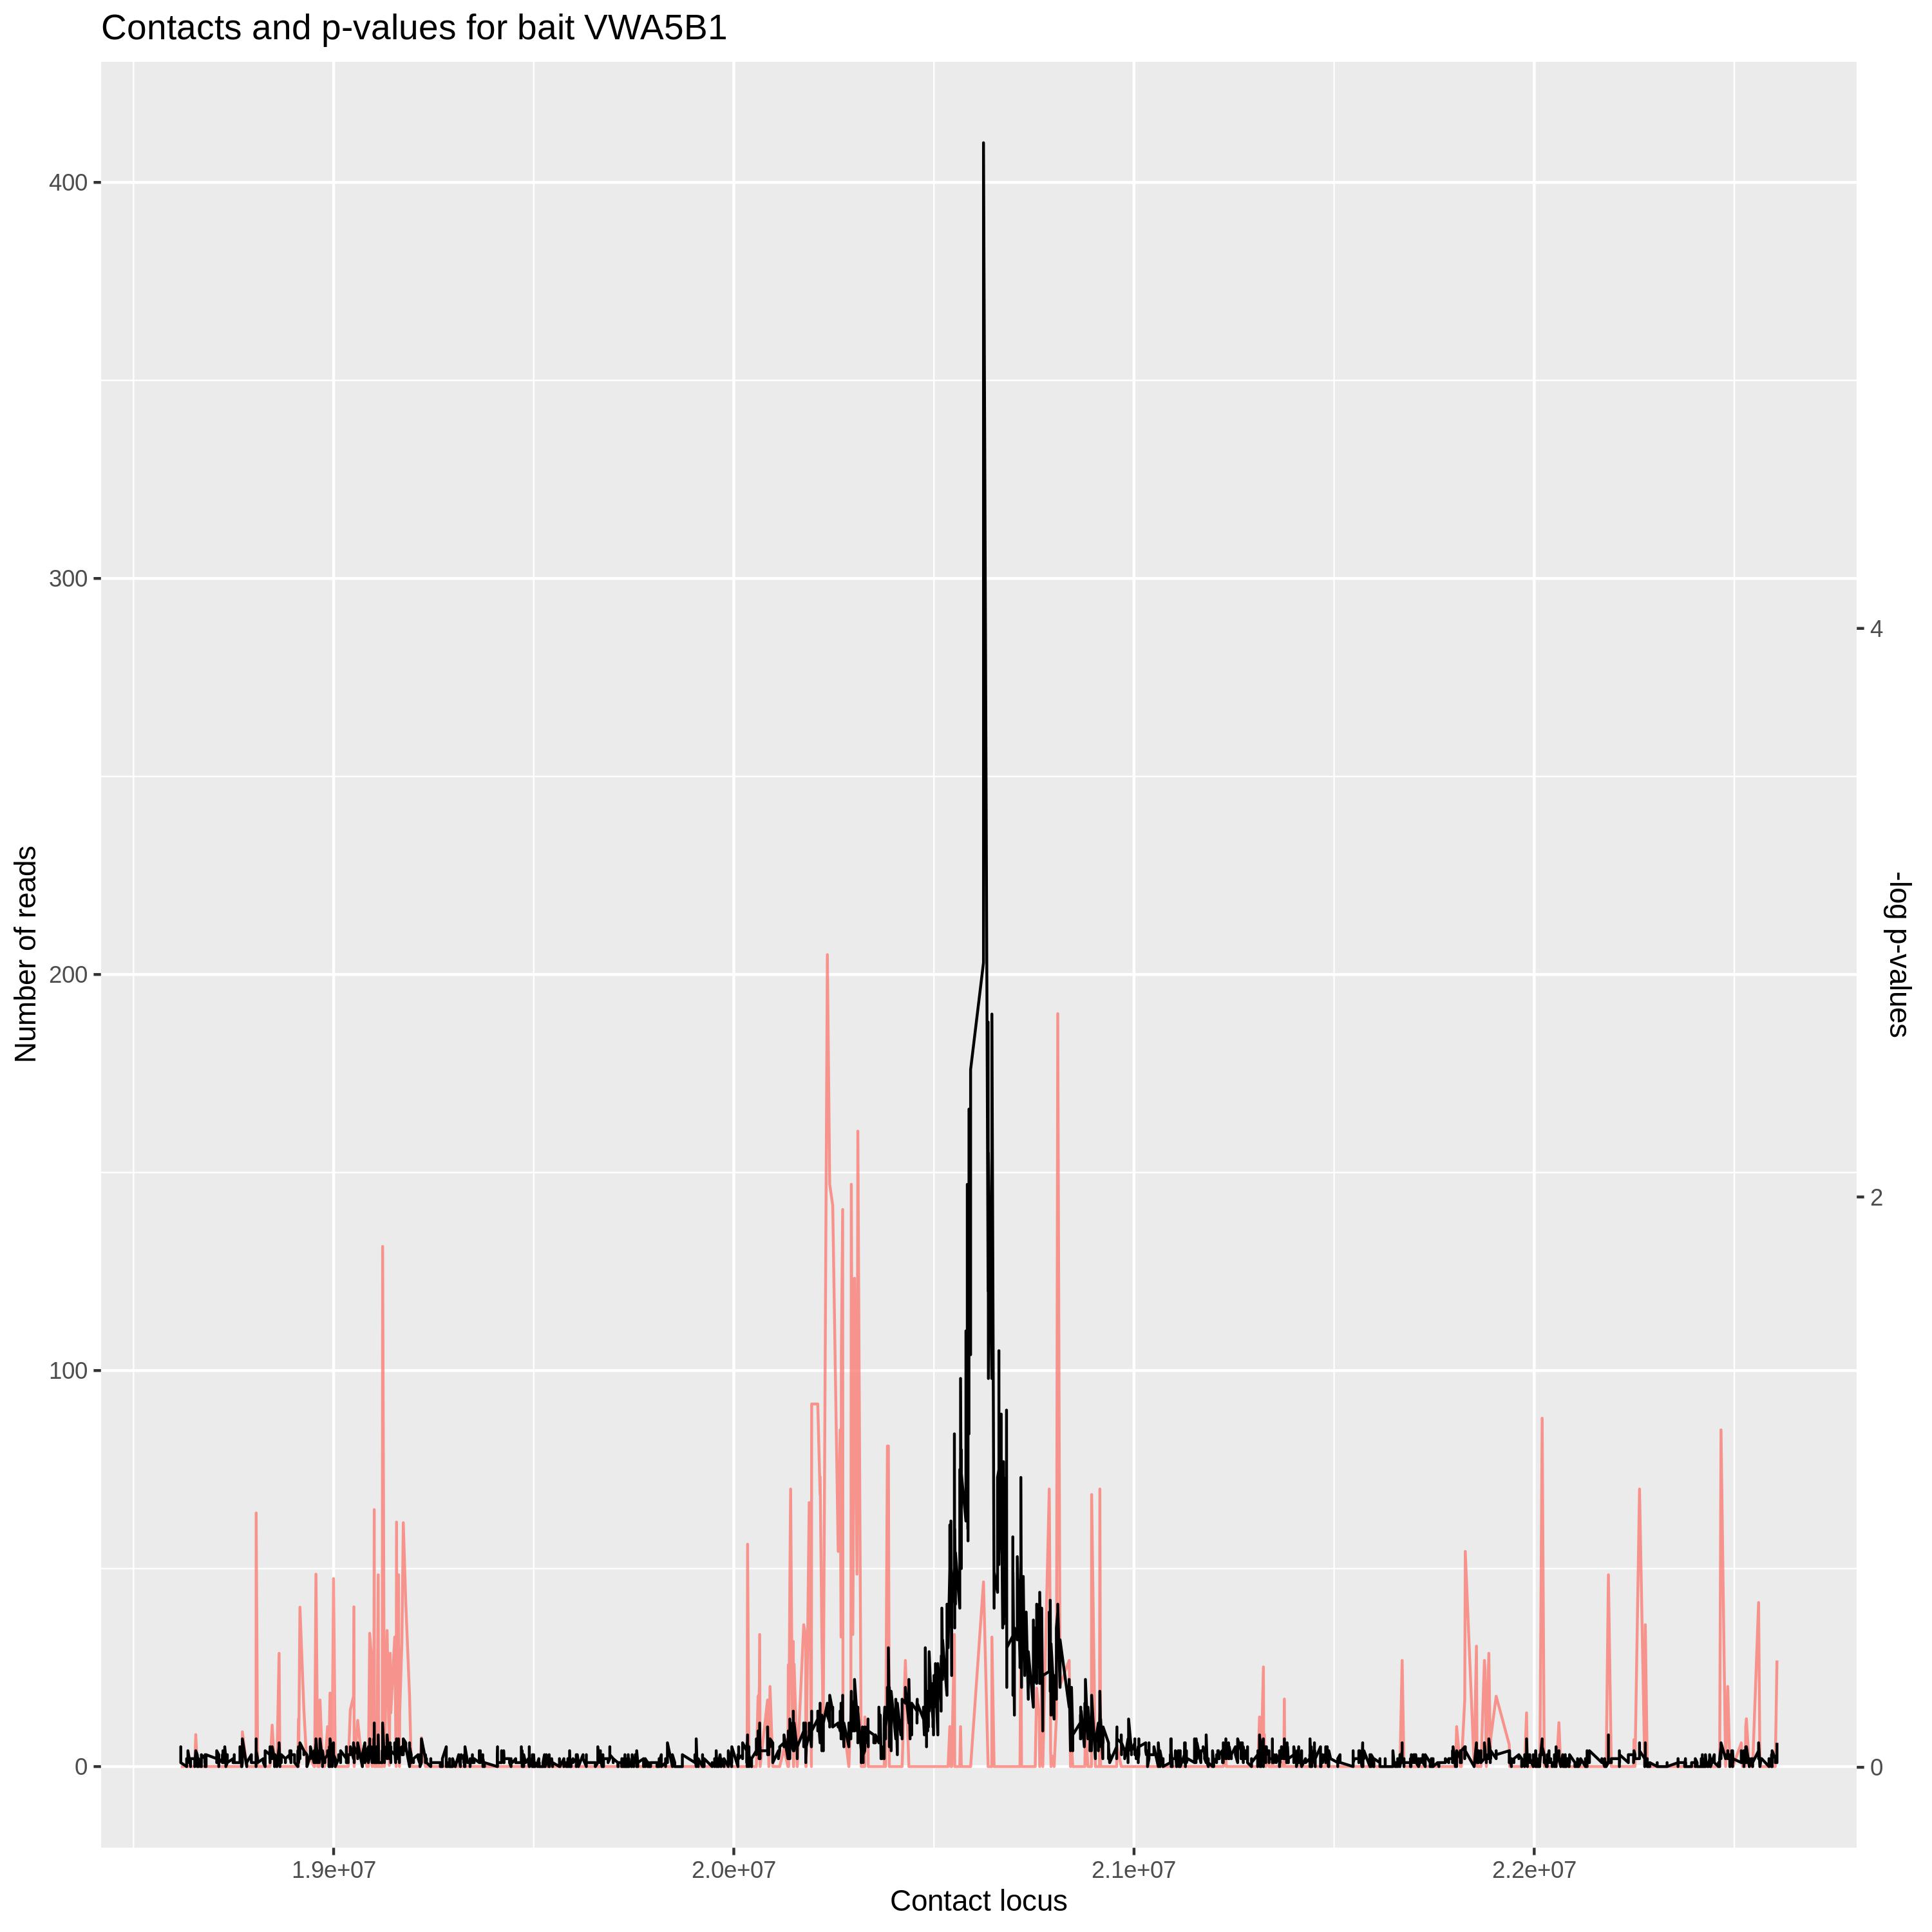 Contacts and p-values for bait VWA5B1
Number of reads
400
300
200
100
0
4
2
0
-log p-values
1.9e+07
2.0e+07
2.1e+07
2.2e+07
Contact locus